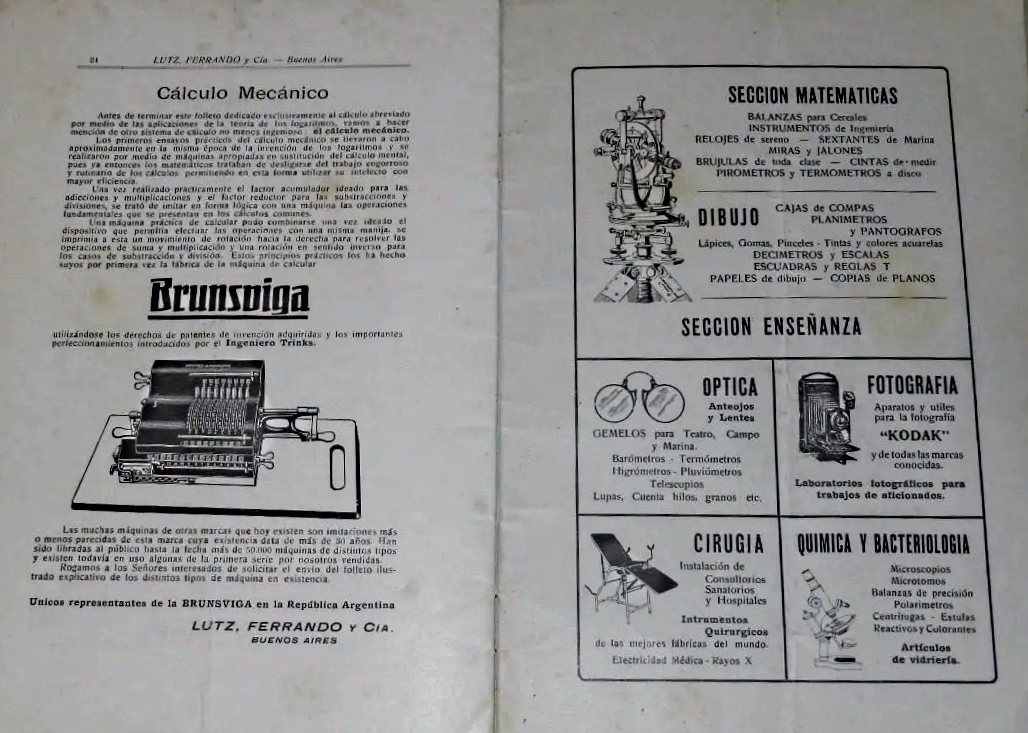 24 LUTZ, FERRANDO y Cía. — Buenos Aires
Cálculo Mecánico
Antes de terminar este folleto dedicado exclusivamente al cálculo abreviado
por medio de las aplicaciones de la teoría de los logaritmos, vamos a hacer
mención de otro sistema de cálculo no menos ingenioso: el cálculo mecánico.
Los primeros ensayos prácticos del cálculo mecánico se llevaron a cabo
aproximadamente en la misma época de la invención de los logaritmos y se
realizaron por medio de máquinas apropiadas en sustitución del cálculo mental,
pues ya entonces los matemáticos trataban de desligarse del trabajo engorroso
y rutinario de los cálculos permitiendo en esta forma utilizar su intelecto con
mayor eficiencia.
Una vez realizado practicamente el factor acumulador ideado para las
adicciones y multiplicaciones y el factor reductor para las substracciones y
divisiones, se trató de imitar en forma lógica con una máquina las operaciones
fundamentales que se presentan en los cálculos comunes.
Una máquina práctica de calcular pudo combinarse una vez ideado el
dispositivo que permitía efectuar las operaciones con una misma manija, se
imprimía a esta un movimiento de rotación hacia la derecha para resolver las
operaciones de suma y multiplicación y una rotación en sentido inverso para
los casos de substracción y división. Estos principios prácticos los ha hecho
suyos por primera vez la fábrica de la máquina de calcular
Brunsviga
utilizándose los derechos de patentes de invención adquiridas y los importantes
perfeccionamientos introducidos por el Ingeniero Trinks.
Las muchas máquinas de otras marcas que hoy existen son imitaciones más
o menos parecidas de esta marca cuya existencia data de más de 30 años. Han
sido libradas al público hasta la fecha más de 50.000 máquinas de distintos tipos
y existen todavía en uso algunas de la primera serie por nosotros vendidas.
Rogamos a los Señores interesados de solicitar el envío del folleto ilus-
trado explicativo de los distintos tipos de máquina en existencia.
Unicos representantes de la BRUNSVIGA en la República Argentina
LUTZ, FERRANDO Y CIA.
BUENOS AIRES
SECCION MATEMATICAS
BALANZAS para Cereales
INSTRUMENTOS de Ingeniería
RELOJES de sereno — SEXTANTES de Marina
MIRAS y JALONES
BRUJULAS de toda clase — CINTAS de medir
PIROMETROS y TERMOMETROS a disco
DIBUJO
CAJAS de COMPAS
PLANIMETROS
y PANTOGRAFOS
Lápices, Gomas, Pinceles - Tintas y colores acuarelas
DECIMETROS y ESCALAS
ESCUADRAS y REGLAS T
PAPELES de dibujo — COPIAS de PLANOS
SECCION ENSEÑANZA
OPTICA
Anteojos
y Lentes
GEMELOS para Teatro, Campo
y Marina.
Barómetros - Termómetros
Higrómetros - Pluviómetros
Telescopios
Lupas, Cuenta hilos, granos etc.
FOTOGRAFIA
Aparatos y utiles
para la fotografía
"KODAK"
y de todas las marcas
conocidas.
Laboratorios fotográficos para
trabajos de aficionados.
CIRUGIA
Instalación de
Consultorios
Sanatorios
y Hospitales
Intrumentos
Quirurgicos
de las mejores fábricas del mundo.
Electricidad Médica - Rayos X
QUIMICA Y BACTERIOLOGIA
Microscopios
Microtomos
Balanzas de precisión
Polarimetros
Centrifugas - Estufas
Reactivos y Colorantes
Artículos
de vidriería.